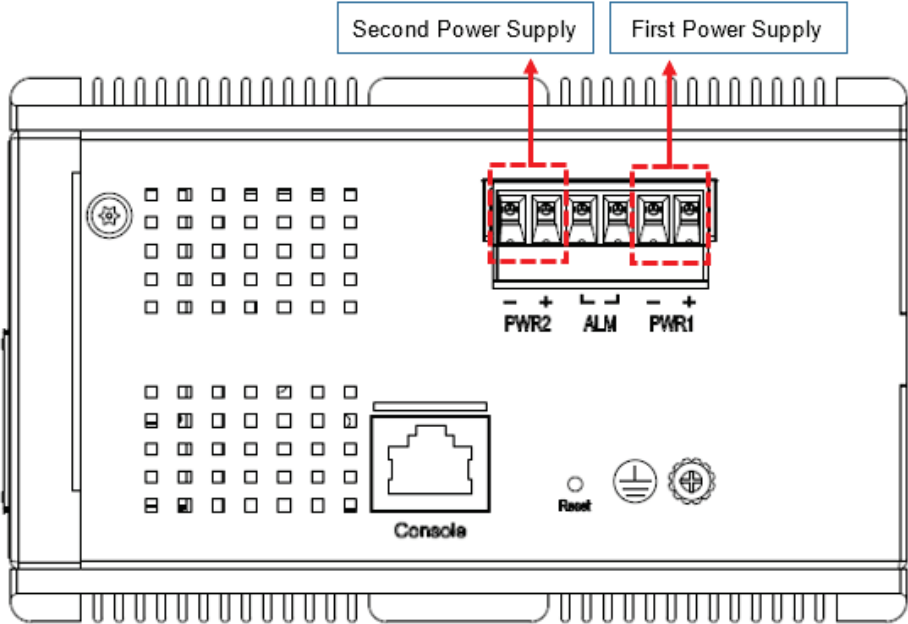 Second Power Supply
First Power Supply
− + − +
PWR2 ALM PWR1
Console
Reset